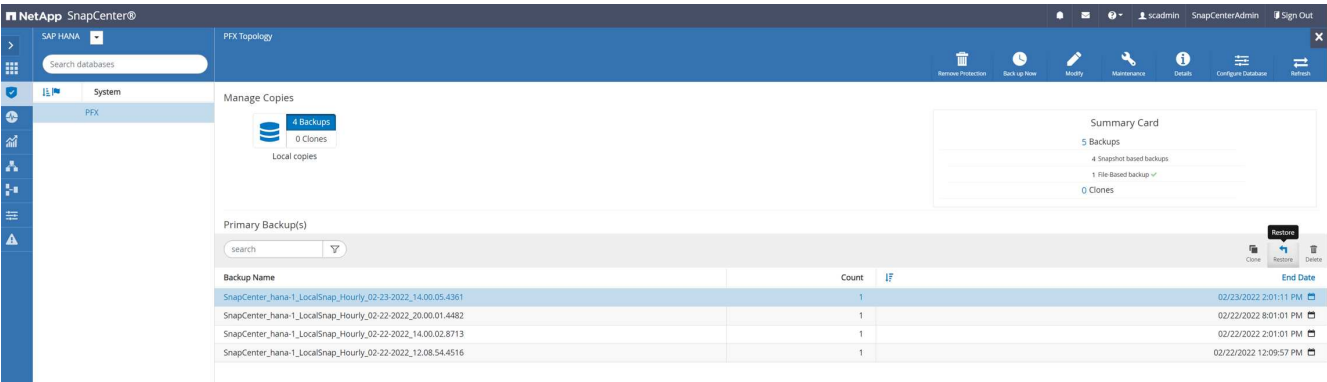 NetApp SnapCenter®
scadmin SnapCenterAdmin Sign Out
SAP HANA
PFX Topology
Search databases
Remove Protection Back up Now Modify Maintenance Details Configure Database Refresh
System
PFX
Manage Copies
4 Backups
0 Clones
Local copies
Summary Card
5 Backups
4 Snapshot based backups
1 File-Based backup ✓
0 Clones
Primary Backup(s)
Restore
search
Clone Restore Delete
Backup Name Count End Date
SnapCenter_hana-1_LocalSnap_Hourly_02-23-2022_14.00.05.4361 1 02/23/2022 2:01:11 PM
SnapCenter_hana-1_LocalSnap_Hourly_02-22-2022_20.00.01.4482 1 02/22/2022 8:01:01 PM
SnapCenter_hana-1_LocalSnap_Hourly_02-22-2022_14.00.02.8713 1 02/22/2022 2:01:01 PM
SnapCenter_hana-1_LocalSnap_Hourly_02-22-2022_12.08.54.4516 1 02/22/2022 12:09:57 PM